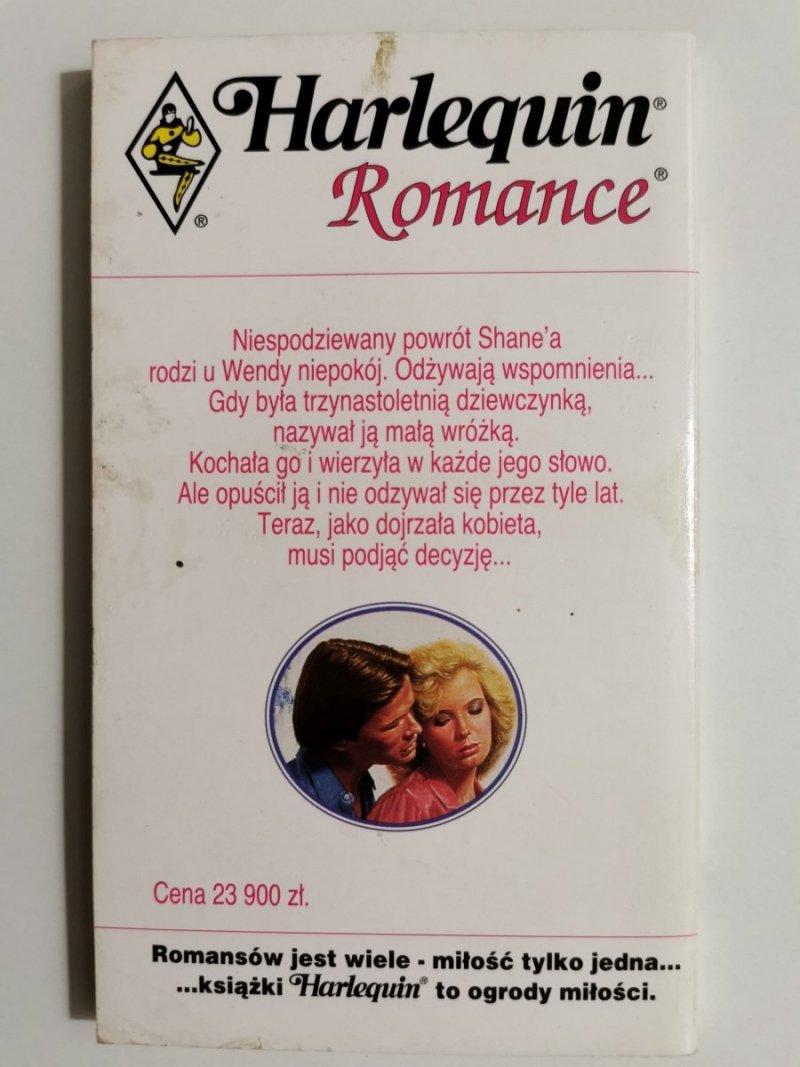 Harlequin®
Romance®
®
Niespodziewany powrót Shane'a
rodzi u Wendy niepokój. Odżywają wspomnienia...
Gdy była trzynastoletnią dziewczynką,
nazywał ją małą wróżką.
Kochała go i wierzyła w każde jego słowo.
Ale opuścił ją i nie odzywał się przez tyle lat.
Teraz, jako dojrzała kobieta,
musi podjąć decyzję...
Cena 23 900 zł.
Romansów jest wiele - miłość tylko jedna...
...książki Harlequin® to ogrody miłości.